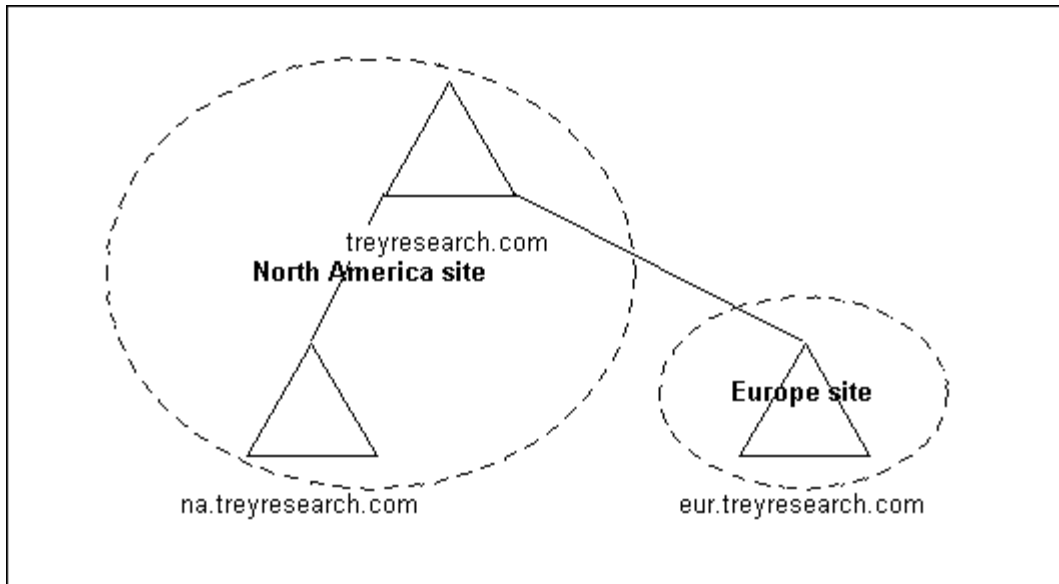 treyresearch.com
North America site
Europe site
na.treyresearch.com
eur.treyresearch.com